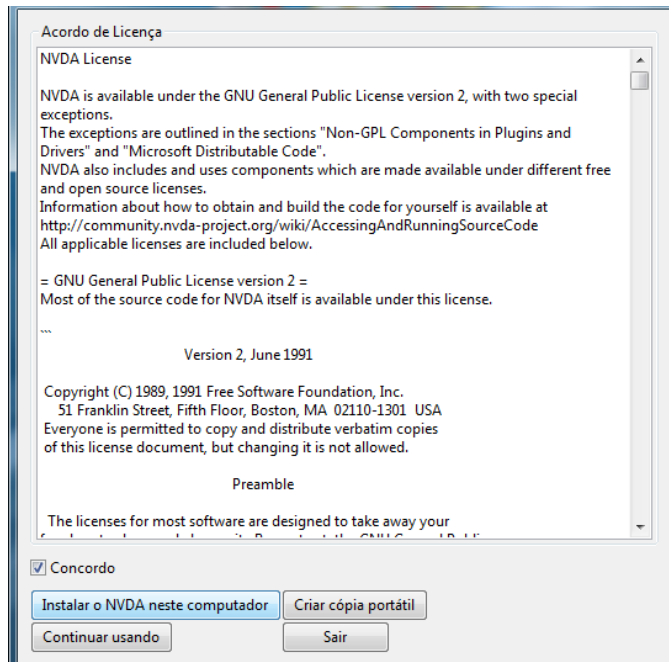 Acordo de Licença
NVDA License
NVDA is available under the GNU General Public License version 2, with two special
exceptions.
The exceptions are outlined in the sections "Non-GPL Components in Plugins and
Drivers" and "Microsoft Distributable Code".
NVDA also includes and uses components which are made available under different free
and open source licenses.
Information about how to obtain and build the code for yourself is available at
http://community.nvda-project.org/wiki/AccessingAndRunningSourceCode
All applicable licenses are included below.
= GNU General Public License version 2 =
Most of the source code for NVDA itself is available under this license.
```
Version 2, June 1991
Copyright (C) 1989, 1991 Free Software Foundation, Inc.
51 Franklin Street, Fifth Floor, Boston, MA 02110-1301 USA
Everyone is permitted to copy and distribute verbatim copies
of this license document, but changing it is not allowed.
Preamble
The licenses for most software are designed to take away your
Concordo
Instalar o NVDA neste computador Criar cópia portátil
Continuar usando Sair